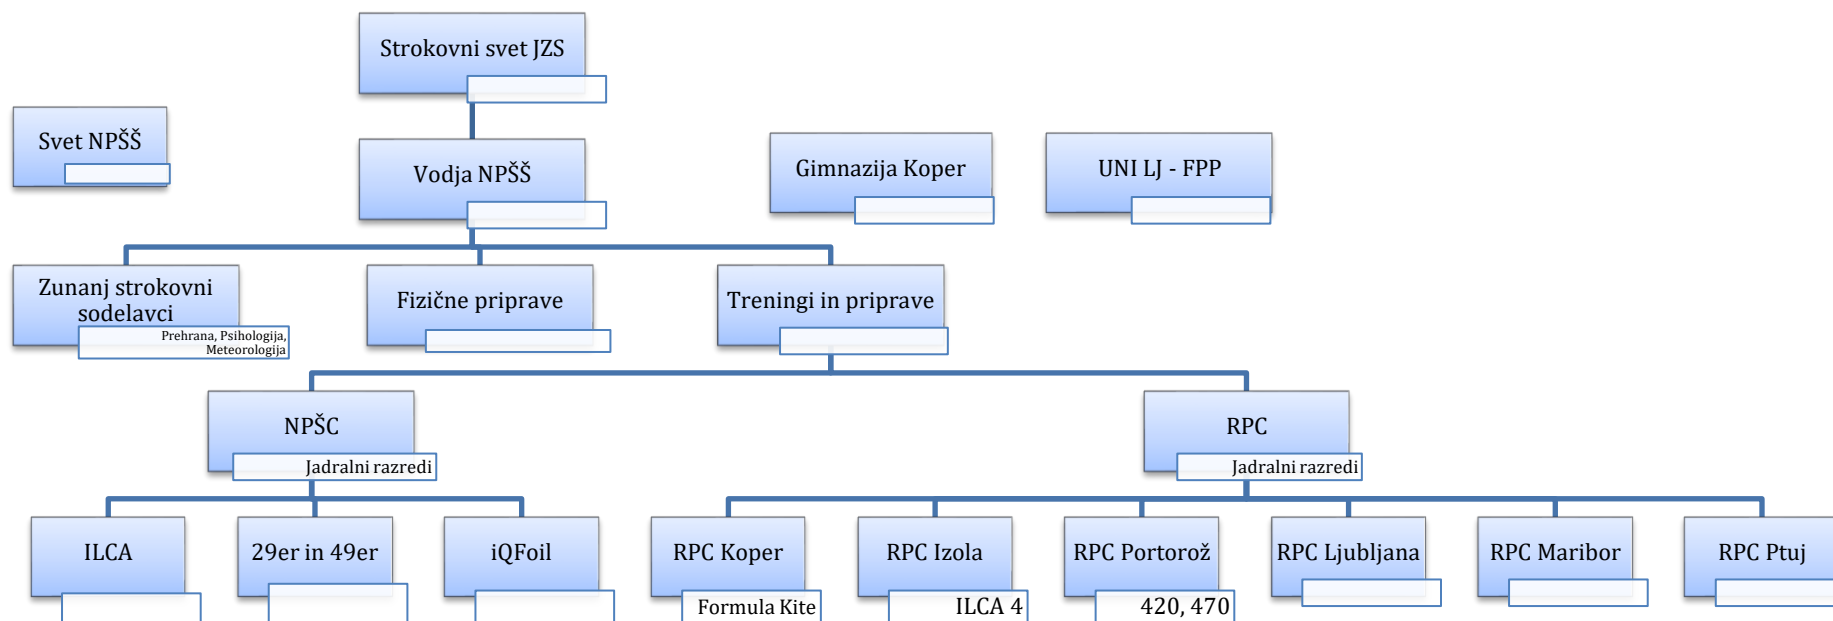 Strokovni svet JZS
Svet NPŠŠ
Vodja NPŠŠ
Gimnazija Koper
UNI LJ - FPP
Zunanj strokovni
sodelavci
Prehrana, Psihologija,
Meteorologija
Fizične priprave
Treningi in priprave
NPŠC
Jadralni razredi
RPC
Jadralni razredi
ILCA
29er in 49er
iQFoil
RPC Koper
Formula Kite
RPC Izola
ILCA 4
RPC Portorož
420, 470
RPC Ljubljana
RPC Maribor
RPC Ptuj